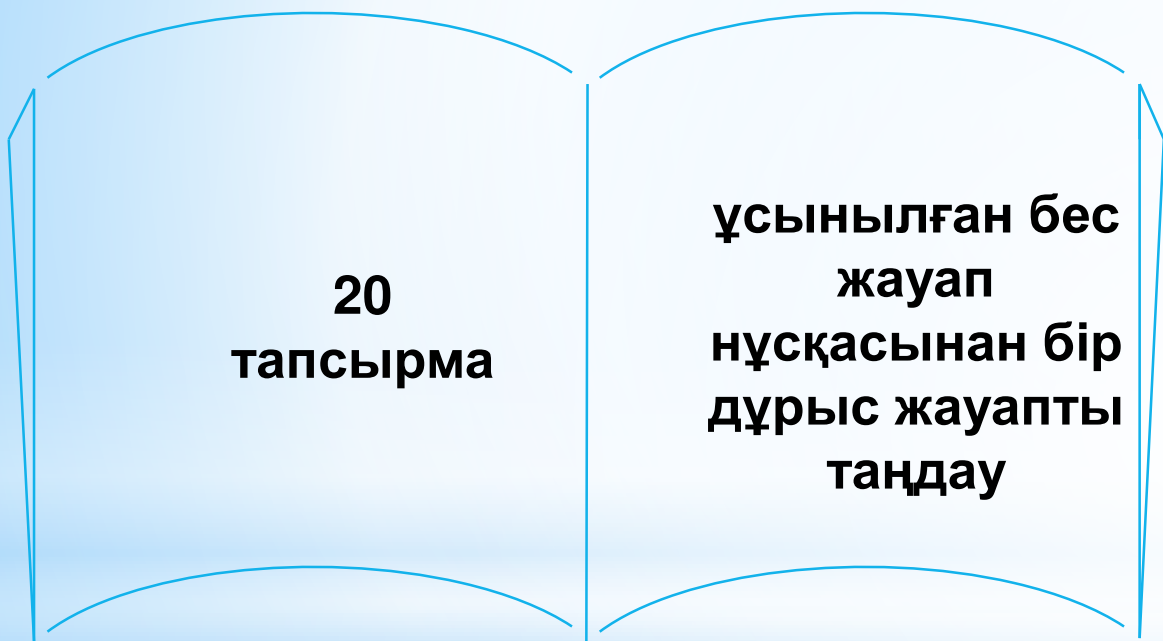 20
тапсырма
ұсынылған бес
жауап
нұсқасынан бір
дұрыс жауапты
таңдау